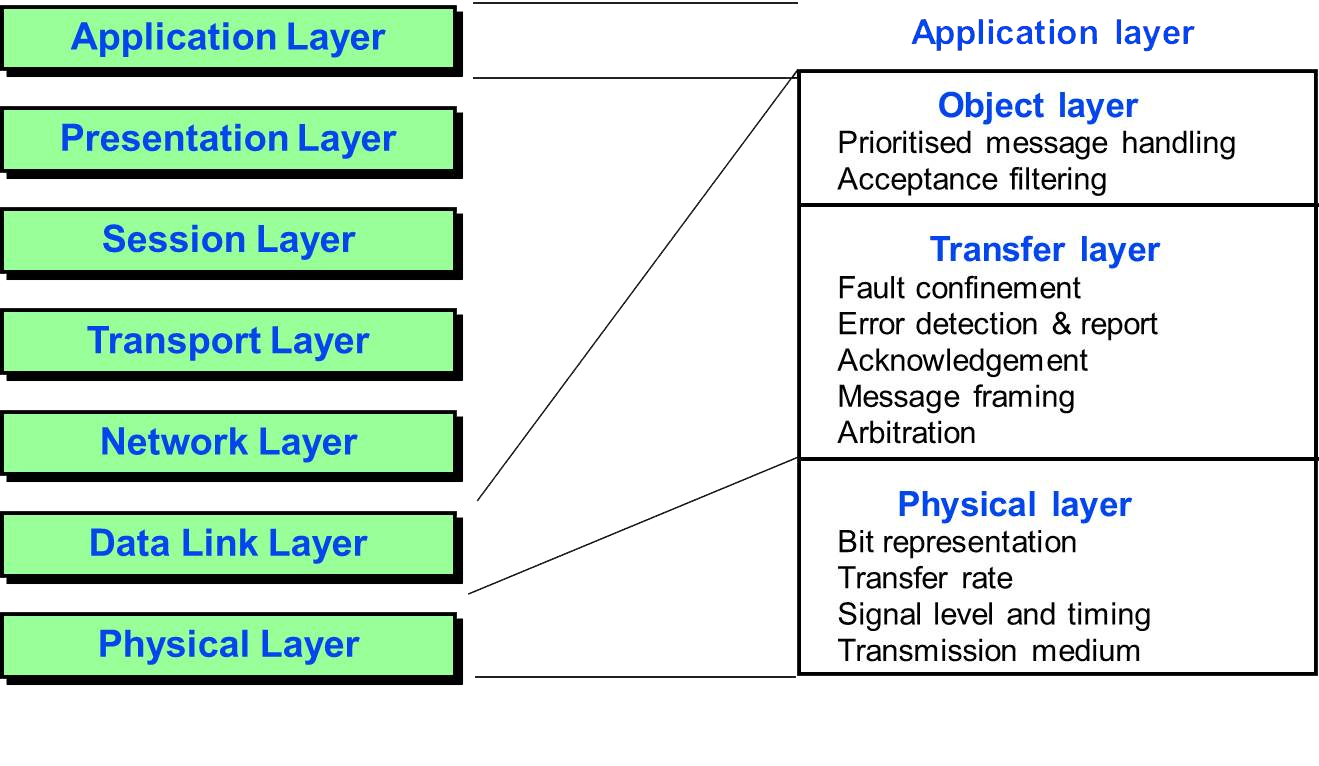 Application Layer
Presentation Layer
Session Layer
Transport Layer
Network Layer
Data Link Layer
Physical Layer
Application layer
Object layer
Prioritised message handling
Acceptance filtering
Transfer layer
Fault confinement
Error detection & report
Acknowledgement
Message framing
Arbitration
Physical layer
Bit representation
Transfer rate
Signal level and timing
Transmission medium